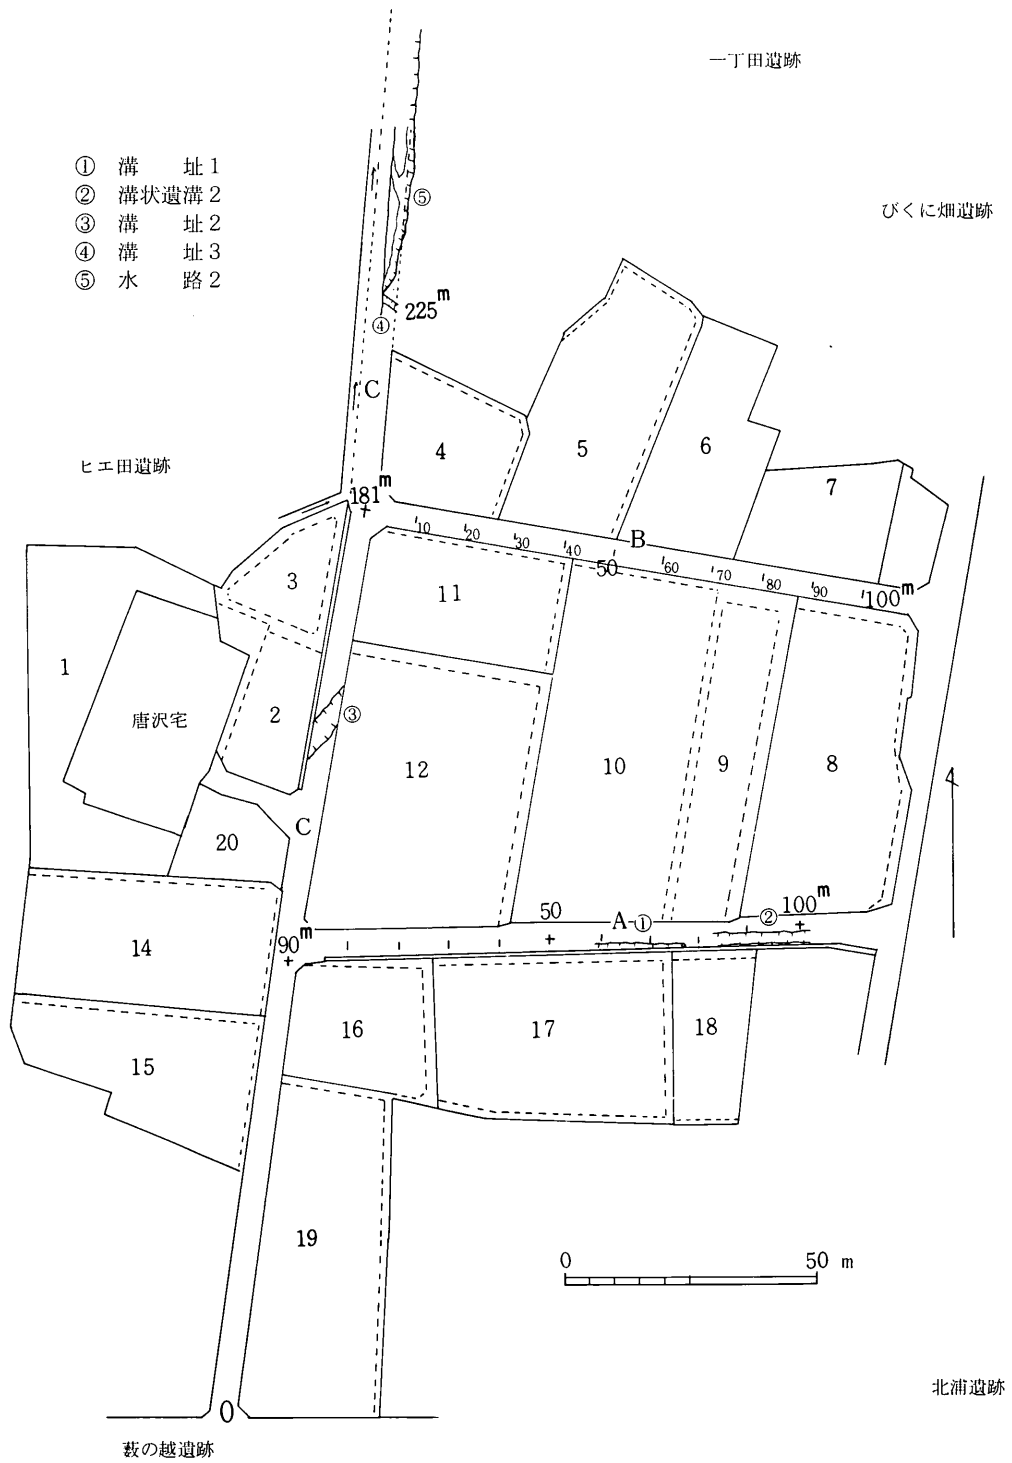 一丁田遺跡
① 溝　　址1
② 溝状遺溝2
③ 溝　　址2
④ 溝　　址3
⑤ 水　　路2
⑤
びくに畑遺跡
225m
④
C
4
5
6
7
ヒエ田遺跡
181m
10
20
30
40
B
50
60
70
80
90
100m
3
11
1
唐沢宅
2
③
12
10
9
8
C
20
50
A ①
②
100m
90m
14
16
17
18
15
19
0
50 m
北浦遺跡
0
藪の越遺跡